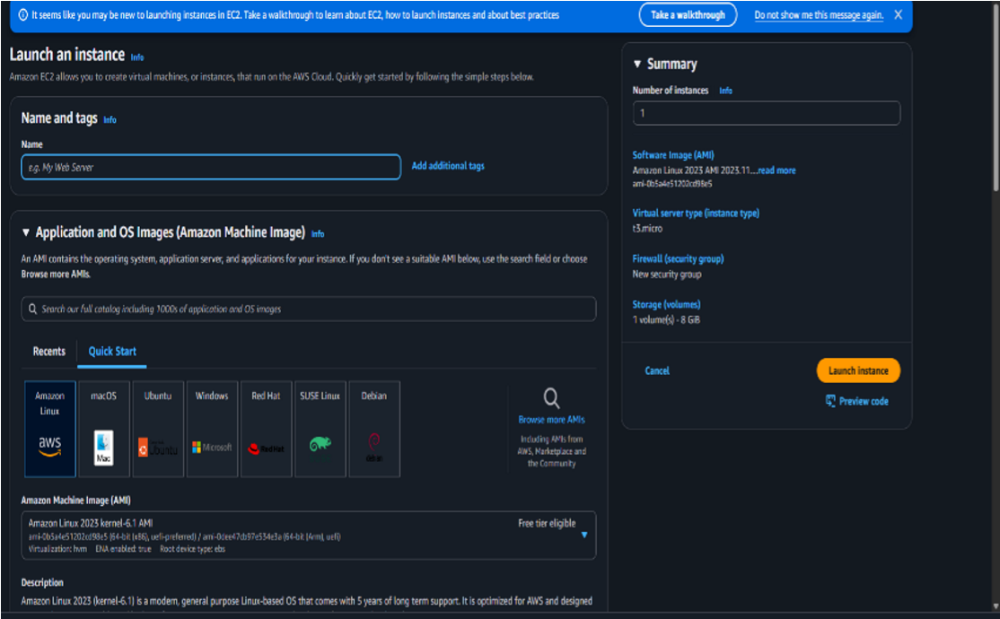 It seems like you may be new to launching instances in EC2. Take a walkthrough to learn about EC2, how to launch instances and about best practices
Take a walkthrough
Do not show me this message again.
Launch an instance Info
Amazon EC2 allows you to create virtual machines, or instances, that run on the AWS Cloud. Quickly get started by following the simple steps below.
Name and tags Info
Name
e.g. My Web Server
Add additional tags
Application and OS Images (Amazon Machine Image) Info
An AMI contains the operating system, application server, and applications for your instance. If you don't see a suitable AMI below, use the search field or choose
Browse more AMIs.
Search our full catalog including 1000s of application and OS images
Recents
Quick Start
Amazon
Linux
aws
macOS
Mac
Ubuntu
Ubuntu
Windows
Microsoft
Red Hat
Red Hat
SUSE Linux
Debian
debian
Browse more AMIs
Including AMIs from
AWS, Marketplace and
the Community
Amazon Machine Image (AMI)
Amazon Linux 2023 kernel-6.1 AMI
Free tier eligible
ami-0b5a4e51202cd98e5 (64-bit (x86), uefi-preferred) / ami-0dee47cb97e534e3a (64-bit (Arm), uefi)
Virtualization: hvm ENA enabled: true Root device type: ebs
Description
Amazon Linux 2023 (kernel-6.1) is a modern, general purpose Linux-based OS that comes with 5 years of long term support. It is optimized for AWS and designed
Summary
Number of instances Info
1
Software Image (AMI)
Amazon Linux 2023 AMI 2023.11....read more
ami-0b5a4e51202cd98e5
Virtual server type (instance type)
t3.micro
Firewall (security group)
New security group
Storage (volumes)
1 volume(s) - 8 GiB
Cancel
Launch instance
Preview code